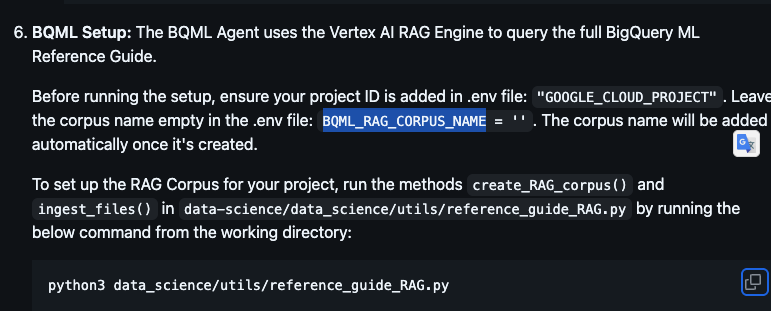 6. BQML Setup: The BQML Agent uses the Vertex AI RAG Engine to query the full BigQuery ML
Reference Guide.
Before running the setup, ensure your project ID is added in .env file: "GOOGLE_CLOUD_PROJECT" . Leave
the corpus name empty in the .env file: BQML_RAG_CORPUS_NAME = '' . The corpus name will be added
automatically once it's created.
To set up the RAG Corpus for your project, run the methods create_RAG_corpus() and
ingest_files() in data-science/data_science/utils/reference_guide_RAG.py by running the
below command from the working directory:
python3 data_science/utils/reference_guide_RAG.py